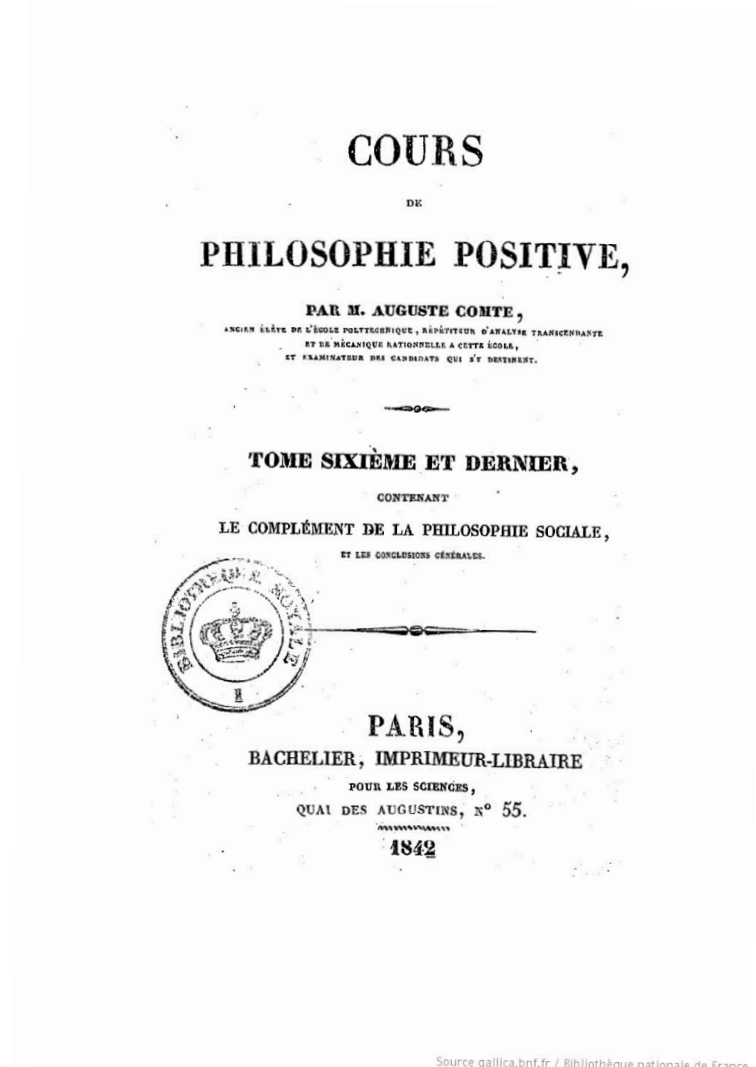 COURS
DE
PHILOSOPHIE POSITIVE,
PAR M. AUGUSTE COMTE,
ANCIEN ÉLÈVE DE L'ÉCOLE POLYTECHNIQUE, RÉPÉTITEUR D'ANALYSE TRANSCENDANTE
ET DE MÉCANIQUE RATIONNELLE A CETTE ÉCOLE,
ET EXAMINATEUR DES CANDIDATS QUI S'Y DESTINENT.
TOME SIXIÈME ET DERNIER,
CONTENANT
LE COMPLÉMENT DE LA PHILOSOPHIE SOCIALE,
ET LES CONCLUSIONS GÉNÉRALES.
BIBLIOTHEQUE ROYALE
I
PARIS,
BACHELIER, IMPRIMEUR-LIBRAIRE
POUR LES SCIENCES,
QUAI DES AUGUSTINS, Nº 55.
1842
Source gallica.bnf.fr / Bibliothèque nationale de France